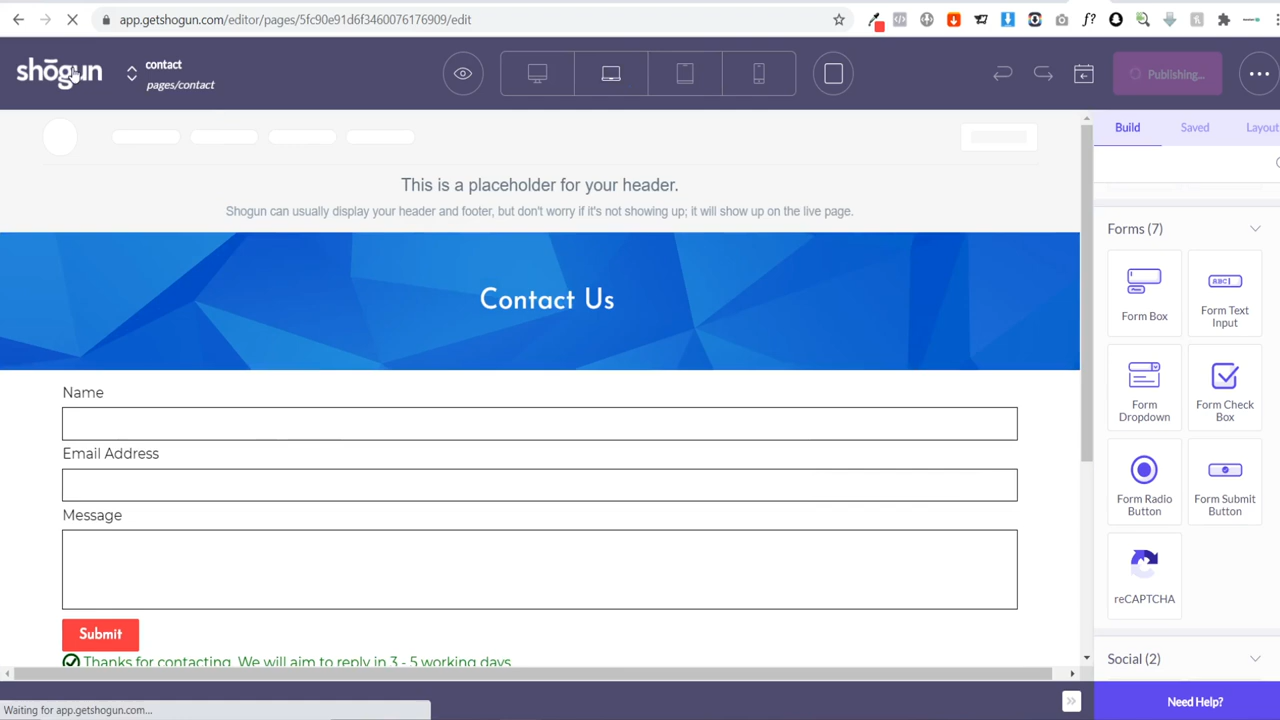 app.getshogun.com/editor/pages/5fc90e91d6f3460076176909/edit
shōgun
contact
pages/contact
Publishing...
Build
Saved
Layout
This is a placeholder for your header.
Shogun can usually display your header and footer, but don't worry if it's not showing up; it will show up on the live page.
Contact Us
Name
Email Address
Message
Submit
Thanks for contacting. We will aim to reply in 3 - 5 working days.
Forms (7)
Form Box
ABC
Form Text
Input
Form
Dropdown
Form Check
Box
Form Radio
Button
Form Submit
Button
reCAPTCHA
Social (2)
Need Help?
Waiting for app.getshogun.com...